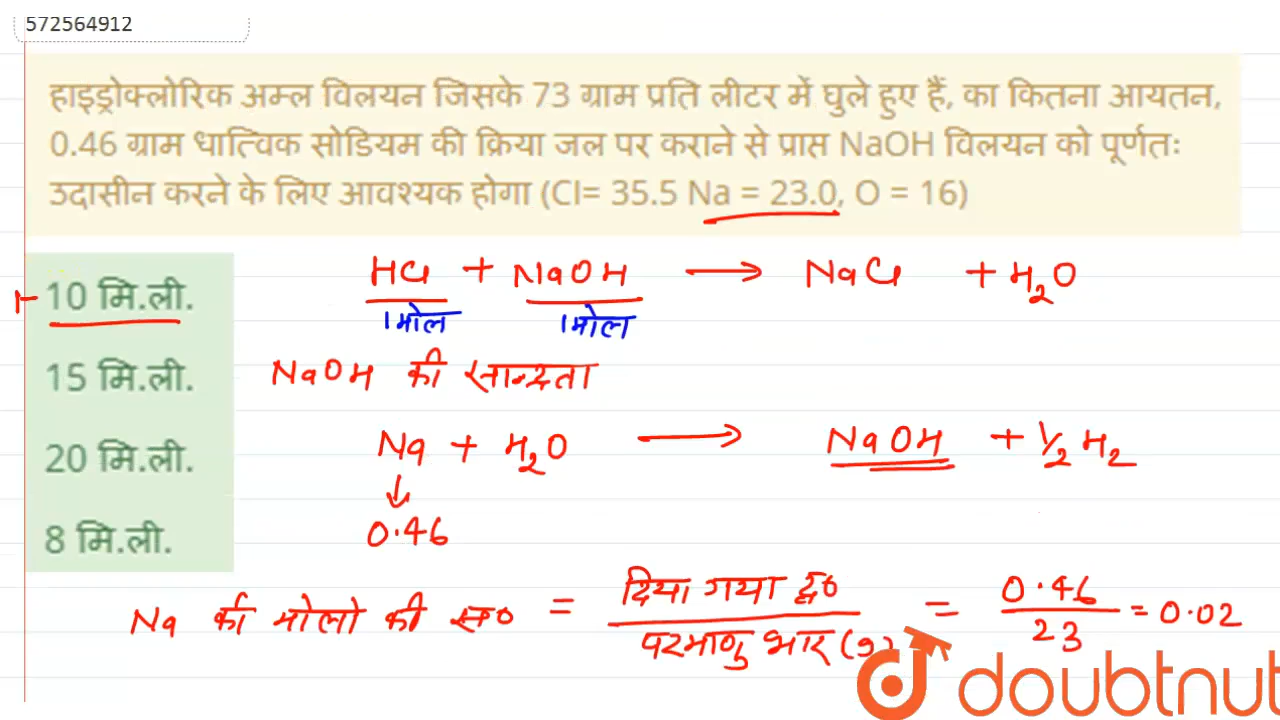 572564912
हाइड्रोक्लोरिक अम्ल विलयन जिसके 73 ग्राम प्रति लीटर में घुले हुए हैं, का कितना आयतन,
0.46 ग्राम धात्विक सोडियम की क्रिया जल पर कराने से प्राप्त NaOH विलयन को पूर्णतः
उदासीन करने के लिए आवश्यक होगा (Cl= 35.5 Na = 23.0, O = 16)
10 मि.ली.
15 मि.ली.
20 मि.ली.
8 मि.ली.
HCl + NaOH → NaCl + H2O
1मोल 1मोल
NaOH की सान्द्रता
Na + H2O → NaOH + 1/2 H2
↓
0.46
Na के मोलो की स० = दिया गया द्र० / परमाणु भार (g) = 0.46 / 23 = 0.02
doubtnut